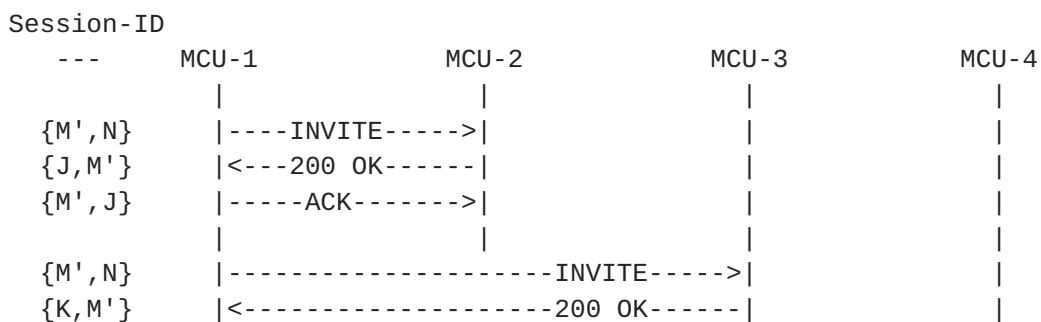 Session-ID
   ---     MCU-1               MCU-2               MCU-3             MCU-4
             |                   |                   |                 |
  {M',N}     |----INVITE----->|                   |                 |
  {J,M'}     |<---200 OK------|                   |                 |
  {M',J}     |-----ACK------->|                   |                 |
             |                   |                   |                 |
  {M',N}     |---------------------INVITE----->|                 |
  {K,M'}     |<--------------------200 OK------|                 |